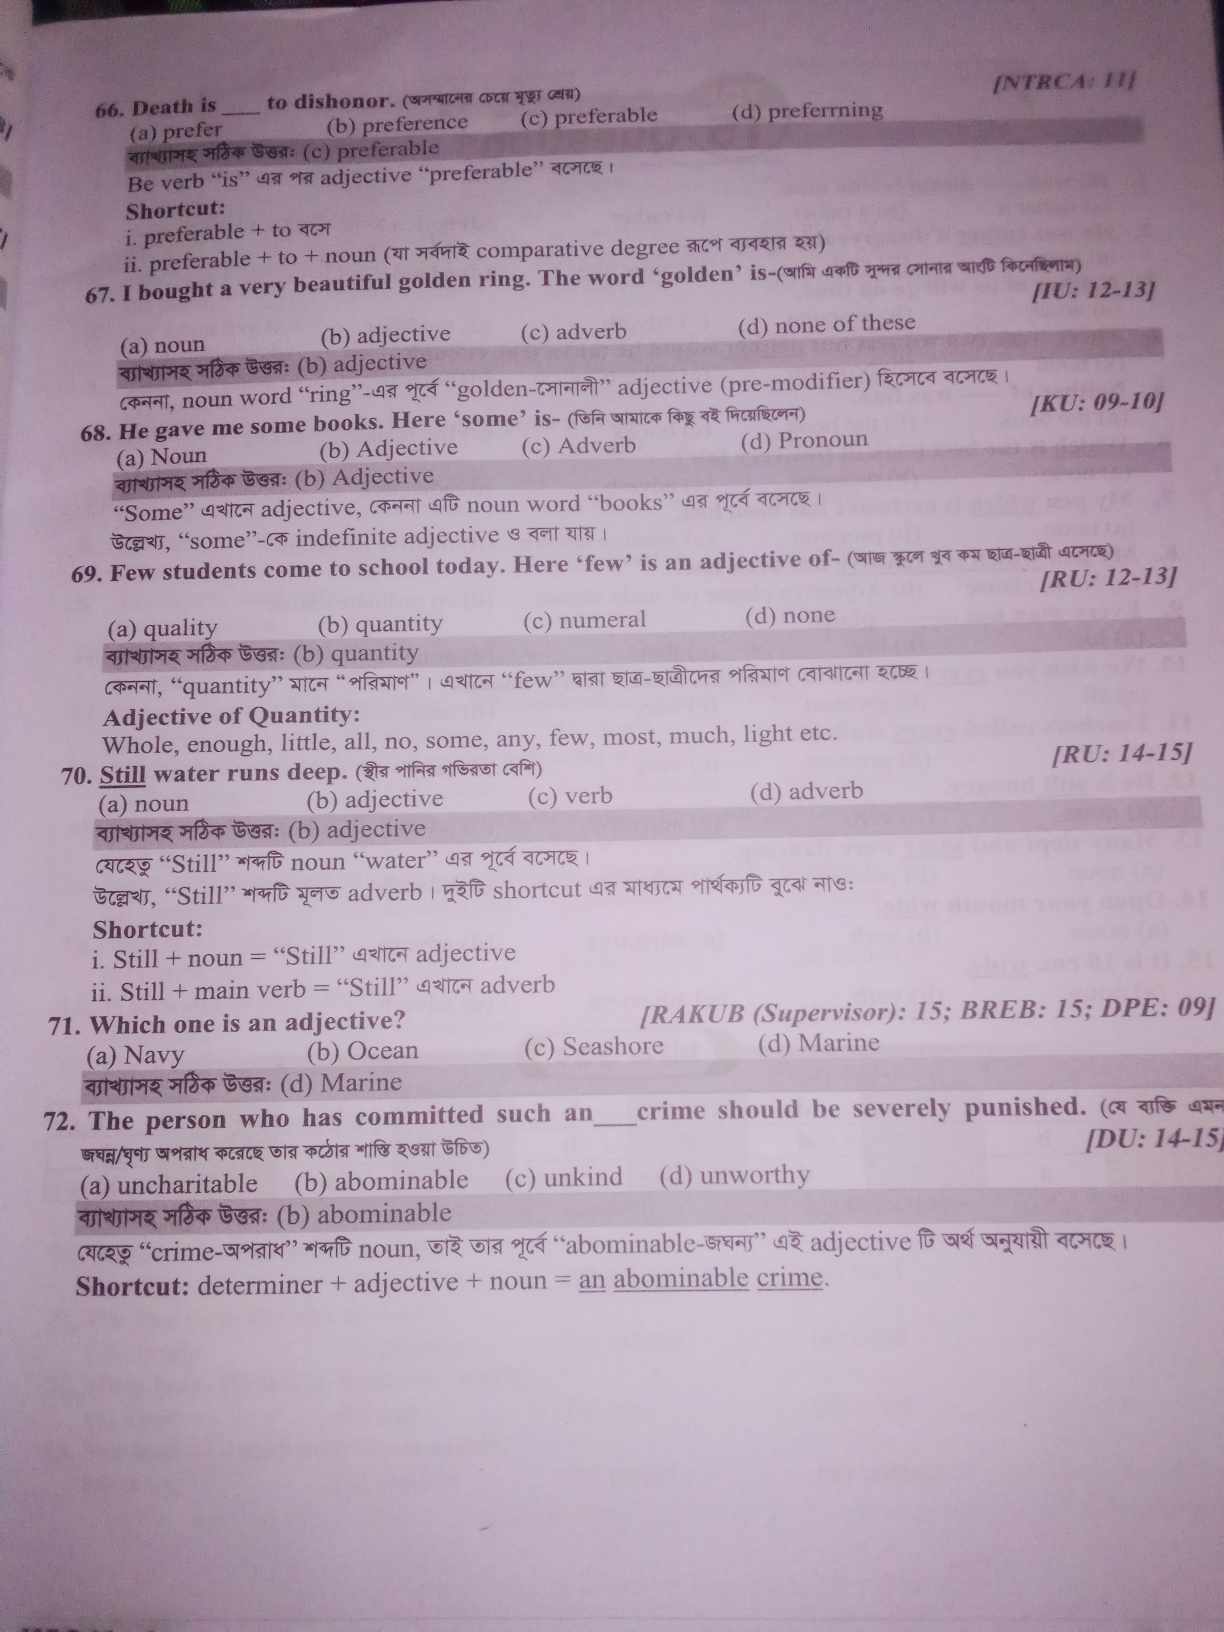 [NTRCA: 11]
66. Death is ____ to dishonor. (অসম্মানের চেয়ে মৃত্যু শ্রেয়)
(a) prefer (b) preference (c) preferable (d) preferrning
ব্যাখ্যাসহ সঠিক উত্তরঃ (c) preferable
Be verb “is” এর পর adjective “preferable” বসেছে।
Shortcut:
i. preferable + to বসে
ii. preferable + to + noun (যা সর্বদাই comparative degree রূপে ব্যবহার হয়)
67. I bought a very beautiful golden ring. The word ‘golden’ is-(আমি একটি সুন্দর সোনার আংটি কিনেছিলাম)
[IU: 12-13]
(a) noun (b) adjective (c) adverb (d) none of these
ব্যাখ্যাসহ সঠিক উত্তরঃ (b) adjective
কেননা, noun word “ring”-এর পূর্বে “golden-সোনালী” adjective (pre-modifier) হিসেবে বসেছে।
68. He gave me some books. Here ‘some’ is- (তিনি আমাকে কিছু বই দিয়েছিলেন) [KU: 09-10]
(a) Noun (b) Adjective (c) Adverb (d) Pronoun
ব্যাখ্যাসহ সঠিক উত্তরঃ (b) Adjective
“Some” এখানে adjective, কেননা এটি noun word “books” এর পূর্বে বসেছে।
উল্লেখ্য, “some”-কে indefinite adjective ও বলা যায়।
69. Few students come to school today. Here ‘few’ is an adjective of- (আজ স্কুলে খুব কম ছাত্র-ছাত্রী এসেছে)
[RU: 12-13]
(a) quality (b) quantity (c) numeral (d) none
ব্যাখ্যাসহ সঠিক উত্তরঃ (b) quantity
কেননা, “quantity” মানে “পরিমাণ”। এখানে “few” দ্বারা ছাত্র-ছাত্রীদের পরিমাণ বোঝানো হচ্ছে।
Adjective of Quantity:
Whole, enough, little, all, no, some, any, few, most, much, light etc.
70. Still water runs deep. (স্থীর পানির গভিরতা বেশি) [RU: 14-15]
(a) noun (b) adjective (c) verb (d) adverb
ব্যাখ্যাসহ সঠিক উত্তরঃ (b) adjective
যেহেতু “Still” শব্দটি noun “water” এর পূর্বে বসেছে।
উল্লেখ্য, “Still” শব্দটি মূলত adverb। দুইটি shortcut এর মাধ্যমে পার্থক্যটি বুঝে নাওঃ
Shortcut:
i. Still + noun = “Still” এখানে adjective
ii. Still + main verb = “Still” এখানে adverb
71. Which one is an adjective? [RAKUB (Supervisor): 15; BREB: 15; DPE: 09]
(a) Navy (b) Ocean (c) Seashore (d) Marine
ব্যাখ্যাসহ সঠিক উত্তরঃ (d) Marine
72. The person who has committed such an____crime should be severely punished. (যে ব্যক্তি এমন
জঘন্ন/ঘৃণ্য অপরাধ করেছে তার কঠোর শাস্তি হওয়া উচিত) [DU: 14-15]
(a) uncharitable (b) abominable (c) unkind (d) unworthy
ব্যাখ্যাসহ সঠিক উত্তরঃ (b) abominable
যেহেতু “crime-অপরাধ” শব্দটি noun, তাই তার পূর্বে “abominable-জঘন্য” এই adjective টি অর্থ অনুযায়ী বসেছে।
Shortcut: determiner + adjective + noun = an abominable crime.